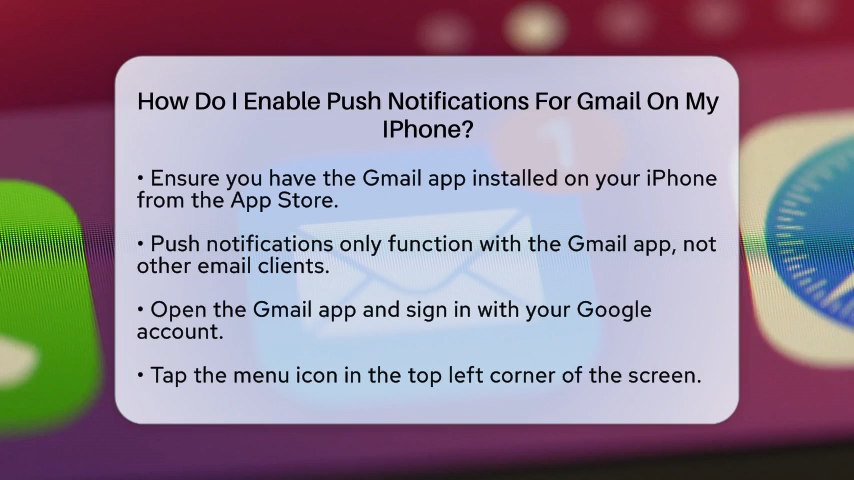 How Do I Enable Push Notifications For Gmail On My
IPhone?
• Ensure you have the Gmail app installed on your iPhone
from the App Store.
• Push notifications only function with the Gmail app, not
other email clients.
• Open the Gmail app and sign in with your Google
account.
• Tap the menu icon in the top left corner of the screen.
1